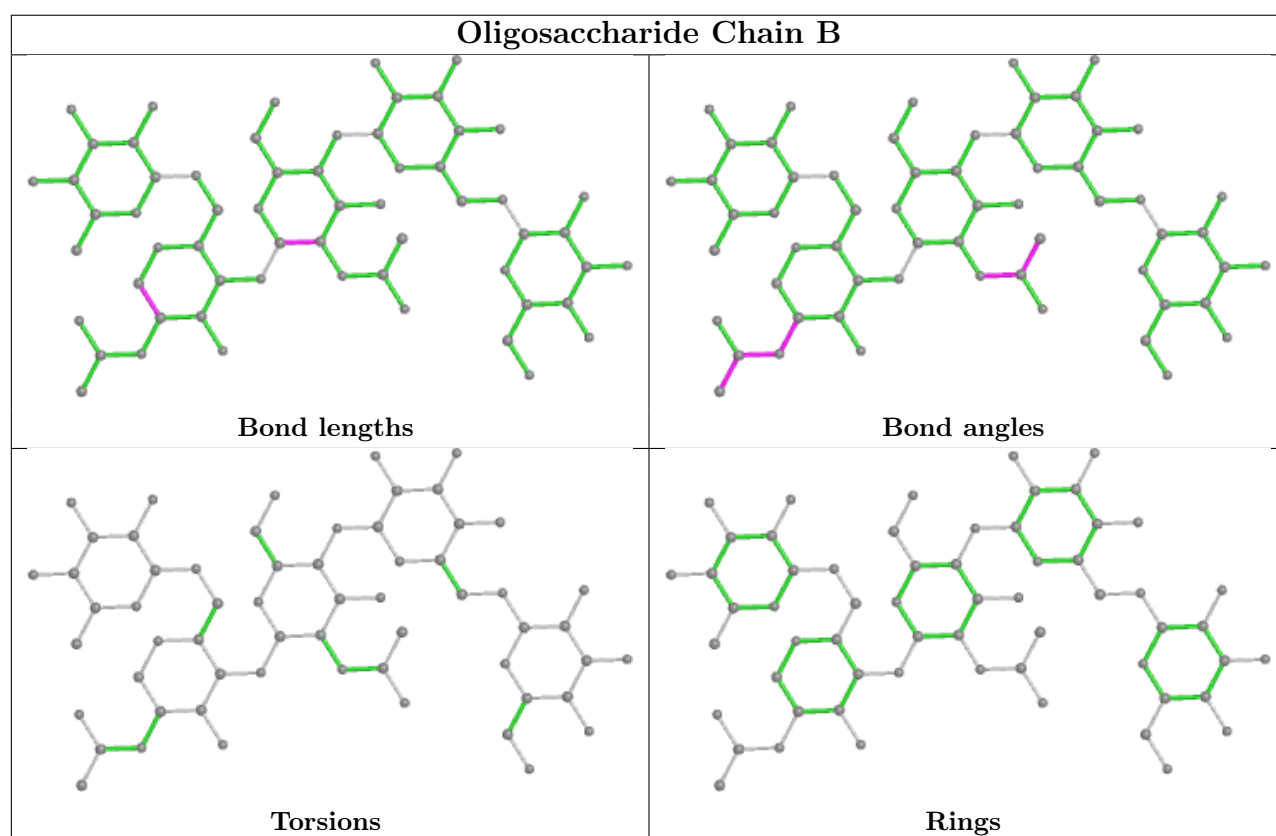 Oligosaccharide Chain B
Bond lengths
Bond angles
Torsions
Rings